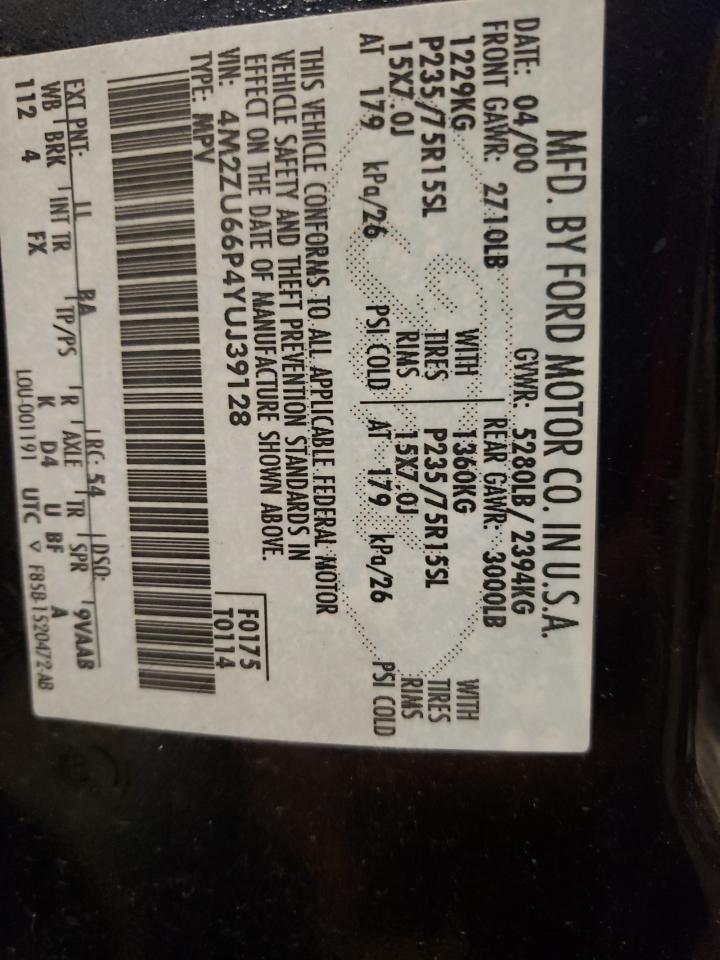 MFD. BY FORD MOTOR CO. IN U.S.A.
DATE: 04/00 GVWR: 5280LB/ 2394KG
FRONT GAWR: 2710LB REAR GAWR: 3000LB
1229KG WITH 1360KG WITH
P235/75R15SL TIRES P235/75R15SL TIRES
15X7.0J RIMS 15X7.0J RIMS
AT 179 kPa/26 PSI COLD AT 179 kPa/26 PSI COLD
THIS VEHICLE CONFORMS TO ALL APPLICABLE FEDERAL MOTOR
VEHICLE SAFETY AND THEFT PREVENTION STANDARDS IN
EFFECT ON THE DATE OF MANUFACTURE SHOWN ABOVE.
VIN: 4M2ZU66P4YUJ39128 F0175
TYPE: MPV T0114
EXT PNT: LL BA RC: 54 DSO: 9VAAB
WB BRK INT TR TP/PS R AXLE TR SPR
112 4 FX K D4 U BF A
LOU-001191 UTC ▽ F85B-1520472-AB